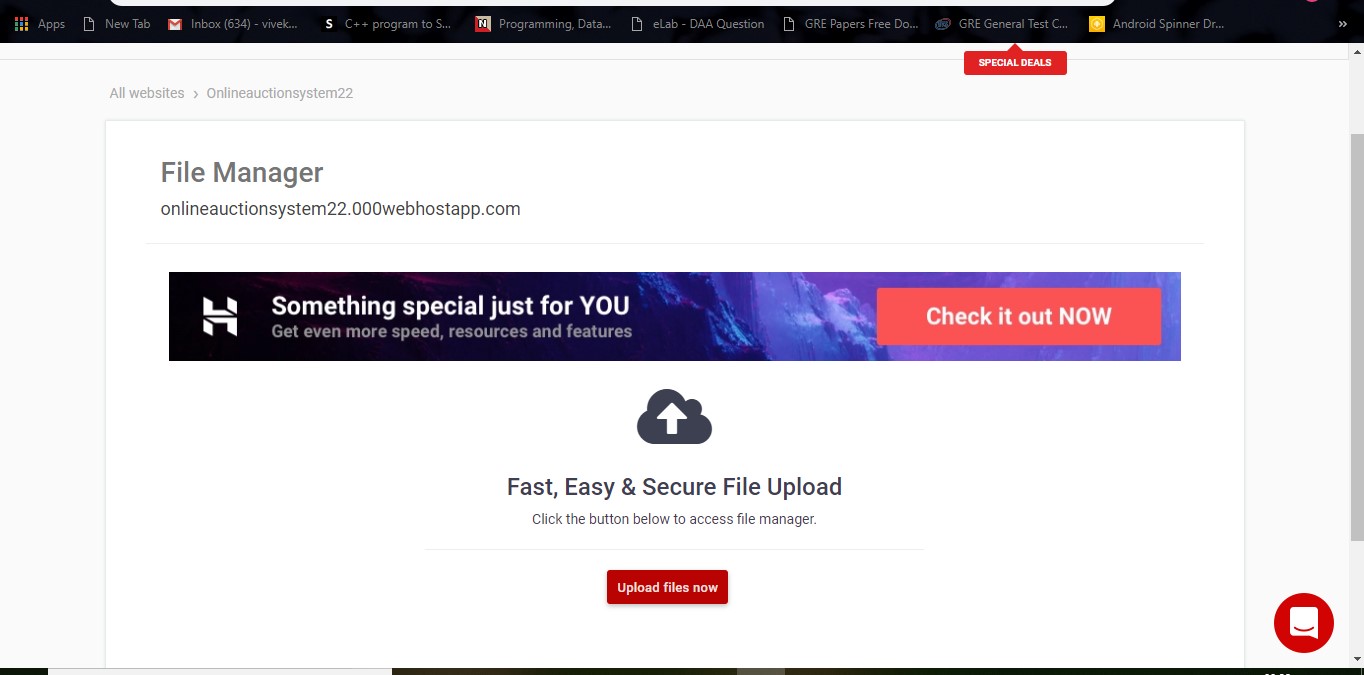 Apps New Tab Inbox (634) - vivek... C++ program to S... Programming, Data... eLab - DAA Question GRE Papers Free Do... GRE General Test C... Android Spinner Dr... »
SPECIAL DEALS
All websites › Onlineauctionsystem22
File Manager
onlineauctionsystem22.000webhostapp.com
Something special just for YOU
Get even more speed, resources and features
Check it out NOW
Fast, Easy & Secure File Upload
Click the button below to access file manager.
Upload files now